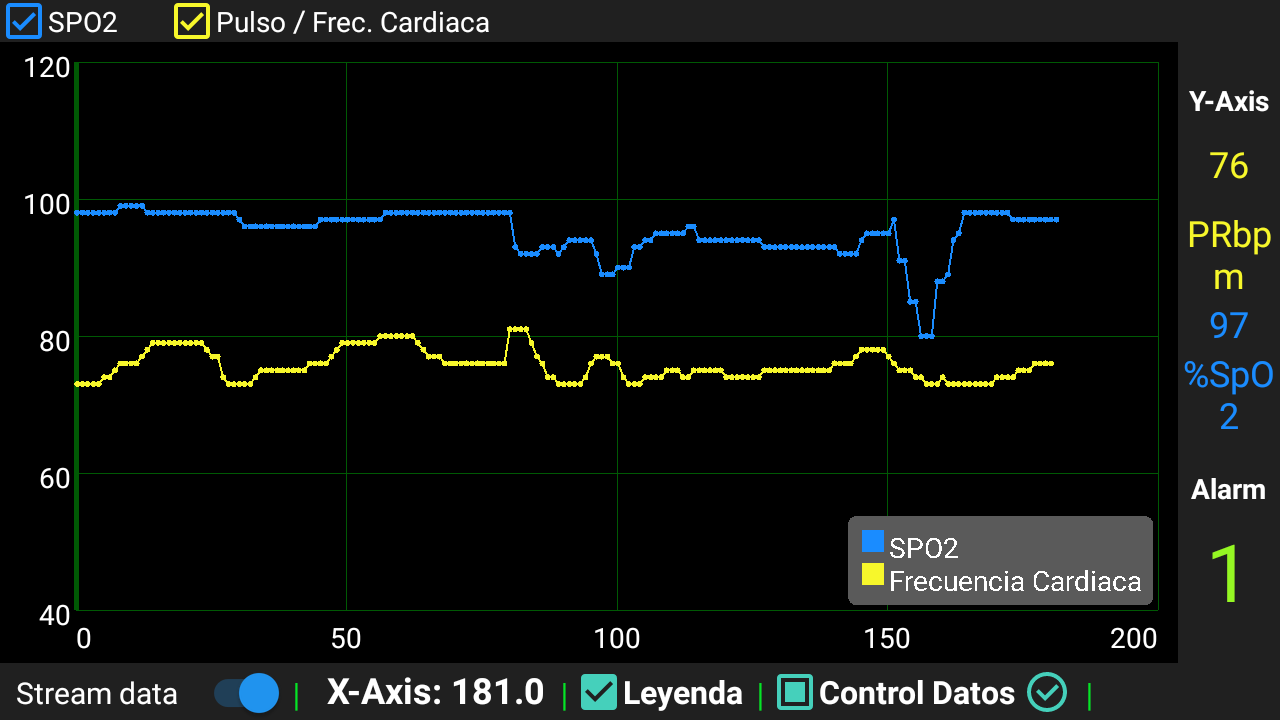 SPO2 Pulso / Frec. Cardiaca
120
100
80
60
40
0 50 100 150 200
SPO2
Frecuencia Cardiaca
Y-Axis
76
PRbp
m
97
%SpO
2
Alarm
1
Stream data | X-Axis: 181.0 | Leyenda | Control Datos |